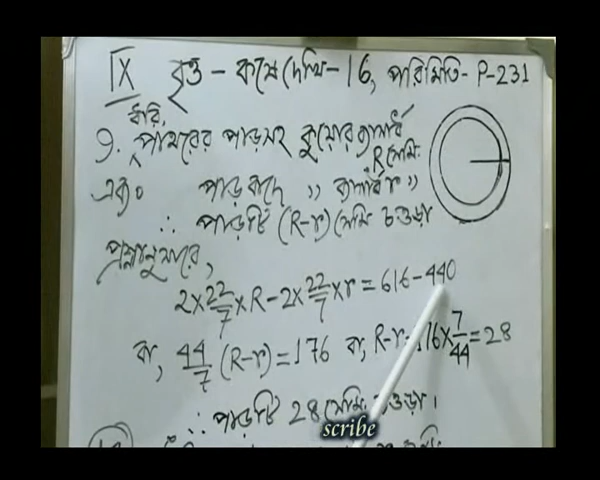 IX বৃত্ত - কষে দেখি - 16, পরিমিতি - P-231
ধরি,
9. পাথরের পাড়সহ কুয়োর ব্যাসার্ধ
R সেমি.
এবং পাড় বাদে ,, ব্যাসার্ধ r ,,
∴ পাড়টি (R-r) সেমি চওড়া
প্রশ্নানুসারে,
2×22/7×R-2×22/7×r=616-440
বা, 44/7(R-r)=176 বা, R-r=176×7/44=28
∴ পাড়টি 28 সেমি. চওড়া।
scribe